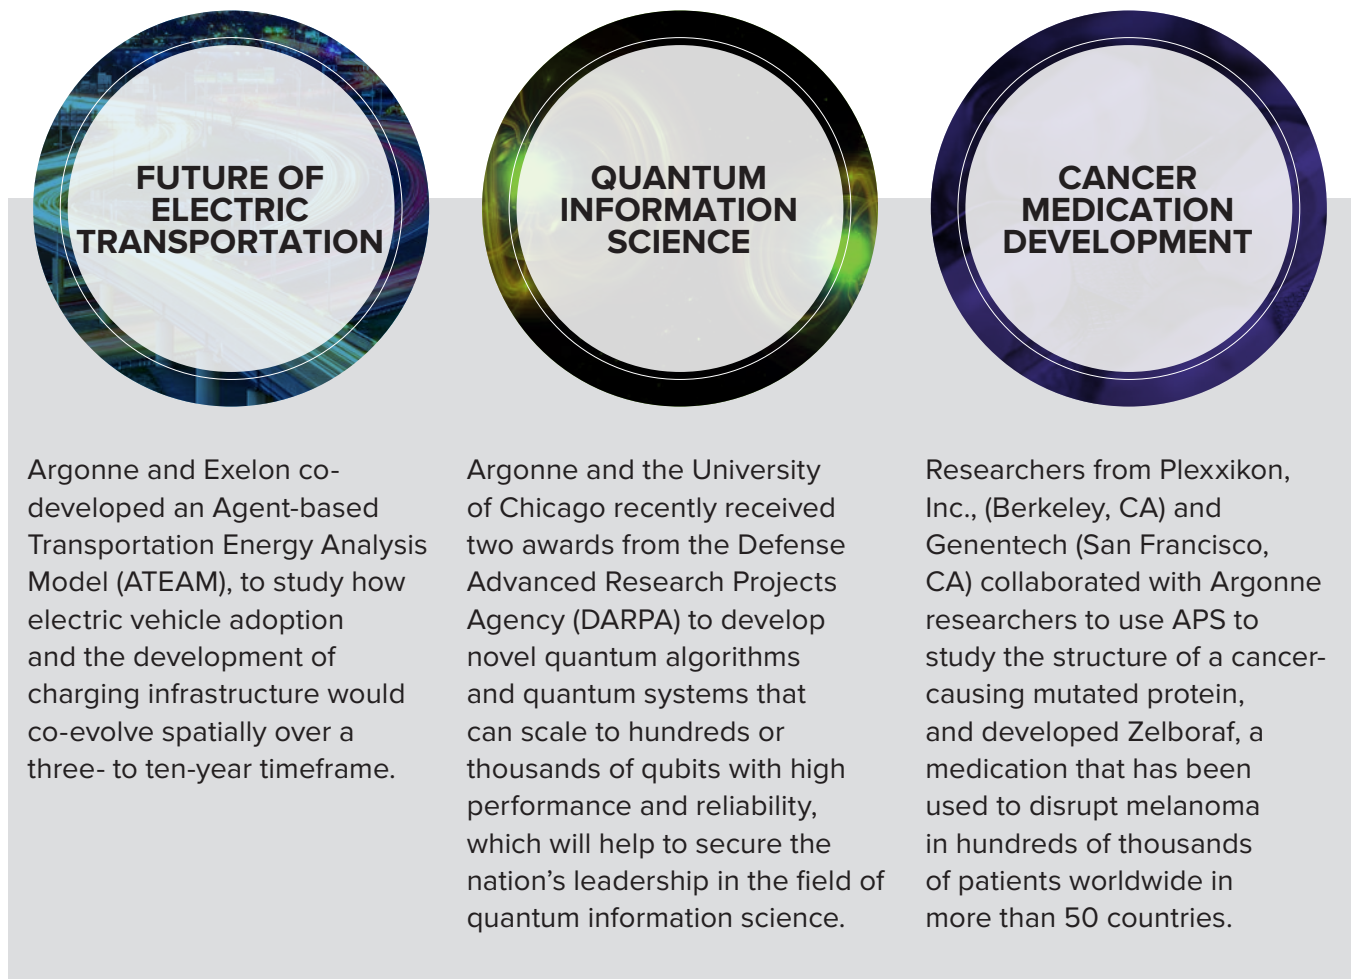 FUTURE OF
ELECTRIC
TRANSPORTATION
Argonne and Exelon co-
developed an Agent-based
Transportation Energy Analysis
Model (ATEAM), to study how
electric vehicle adoption
and the development of
charging infrastructure would
co-evolve spatially over a
three- to ten-year timeframe.
QUANTUM
INFORMATION
SCIENCE
Argonne and the University
of Chicago recently received
two awards from the Defense
Advanced Research Projects
Agency (DARPA) to develop
novel quantum algorithms
and quantum systems that
can scale to hundreds or
thousands of qubits with high
performance and reliability,
which will help to secure the
nation’s leadership in the field of
quantum information science.
CANCER
MEDICATION
DEVELOPMENT
Researchers from Plexxikon,
Inc., (Berkeley, CA) and
Genentech (San Francisco,
CA) collaborated with Argonne
researchers to use APS to
study the structure of a cancer-
causing mutated protein,
and developed Zelboraf, a
medication that has been
used to disrupt melanoma
in hundreds of thousands
of patients worldwide in
more than 50 countries.